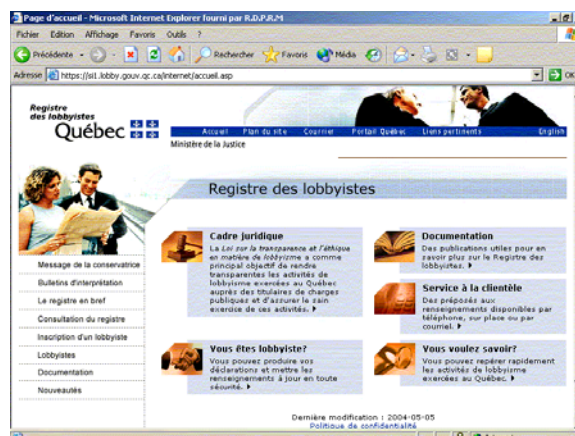 Page d'accueil - Microsoft Internet Explorer fourni par R.D.P.R.M
Fichier Edition Affichage Favoris Outils ?
Précédente Rechercher Favoris Média
Adresse https://si1.lobby.gouv.qc.ca/internet/accueil.asp OK
Registre
des lobbyistes
Québec
Accueil Plan du site Courrier Portail Québec Liens pertinents English
Ministère de la Justice
Registre des lobbyistes
Message de la conservatrice
Bulletins d'interprétation
Le registre en bref
Consultation du registre
Inscription d'un lobbyiste
Lobbyistes
Documentation
Nouveautés
Cadre juridique
La Loi sur la transparence et l'éthique
en matière de lobbyisme a comme
principal objectif de rendre
transparentes les activités de
lobbyisme exercées au Québec
auprès des titulaires de charges
publiques et d'assurer le sain
exercice de ces activités.
Vous êtes lobbyiste?
Vous pouvez produire vos
déclarations et mettre les
renseignements à jour en toute
sécurité.
Documentation
Des publications utiles pour en
savoir plus sur le Registre des
lobbyistes.
Service à la clientèle
Des préposés aux
renseignements disponibles par
téléphone, sur place ou par
courriel.
Vous voulez savoir?
Vous pouvez repérer rapidement
les activités de lobbyisme
exercées au Québec.
Dernière modification : 2004-05-05
Politique de confidentialité